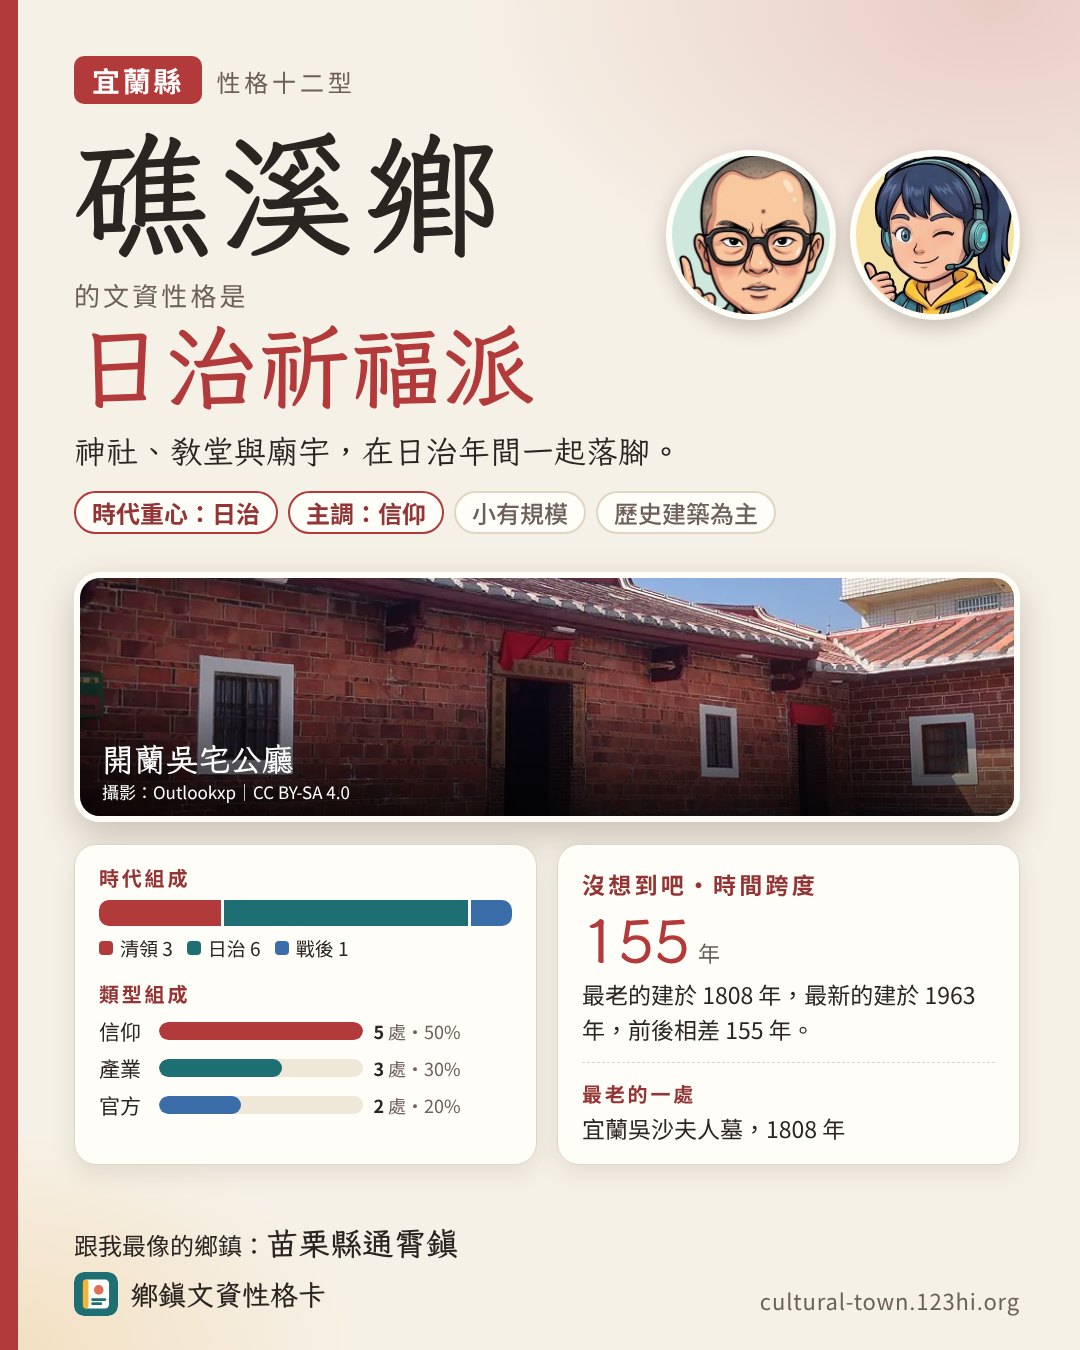 宜蘭縣 性格十二型
礁溪鄉
的文資性格是
日治祈福派
神社、教堂與廟宇，在日治年間一起落腳。
時代重心：日治 主調：信仰 小有規模 歷史建築為主
開蘭吳宅公廳
攝影：Outlookxp｜CC BY-SA 4.0
時代組成
清領 3 日治 6 戰後 1
類型組成
信仰 5 處・50%
產業 3 處・30%
官方 2 處・20%
沒想到吧・時間跨度
155 年
最老的建於 1808 年，最新的建於 1963
年，前後相差 155 年。
最老的一處
宜蘭吳沙夫人墓，1808 年
跟我最像的鄉鎮：苗栗縣通霄鎮
鄉鎮文資性格卡
cultural-town.123hi.org